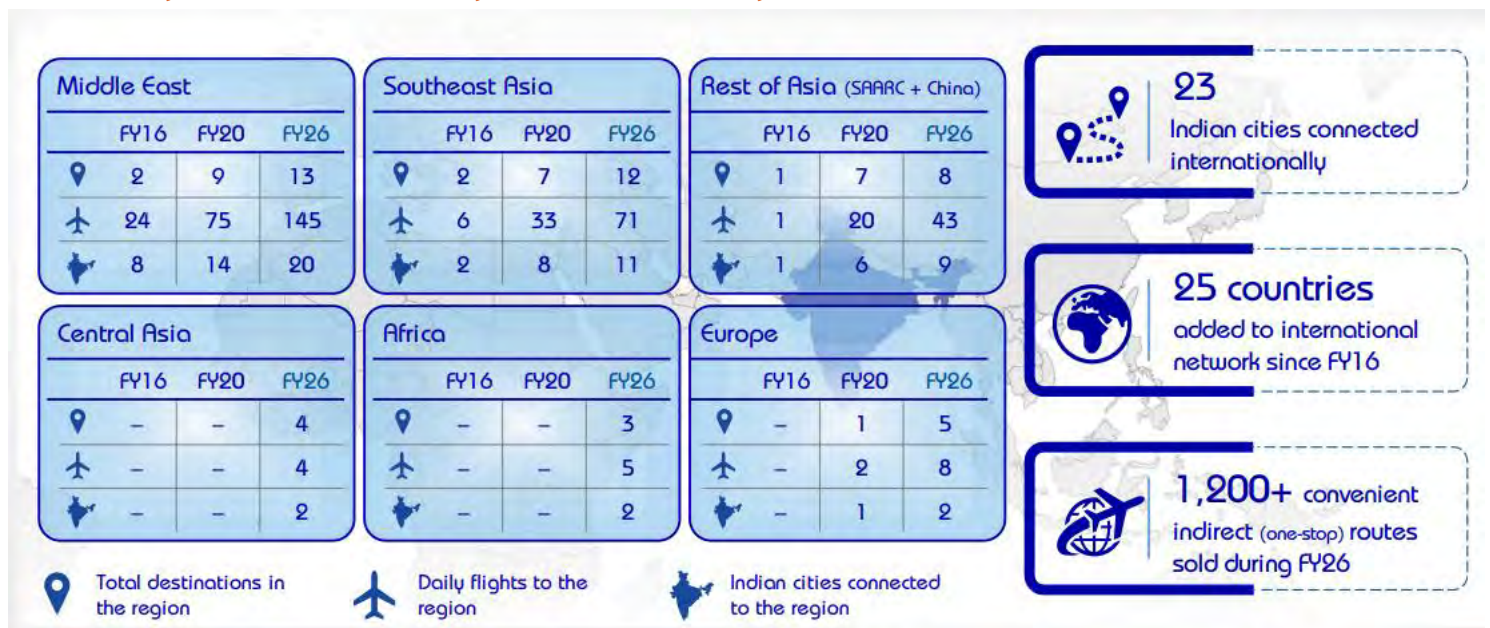 Middle East
FY16 FY20 FY26
2 9 13
24 75 145
8 14 20
Southeast Asia
FY16 FY20 FY26
2 7 12
6 33 71
2 8 11
Rest of Asia (SAARC + China)
FY16 FY20 FY26
1 7 8
1 20 43
1 6 9
Central Asia
FY16 FY20 FY26
– – 4
– – 4
– – 2
Africa
FY16 FY20 FY26
– – 3
– – 5
– – 2
Europe
FY16 FY20 FY26
– 1 5
– 2 8
– 1 2
Total destinations in
the region
Daily flights to the
region
Indian cities connected
to the region
23
Indian cities connected
internationally
25 countries
added to international
network since FY16
1,200+ convenient
indirect (one-stop) routes
sold during FY26